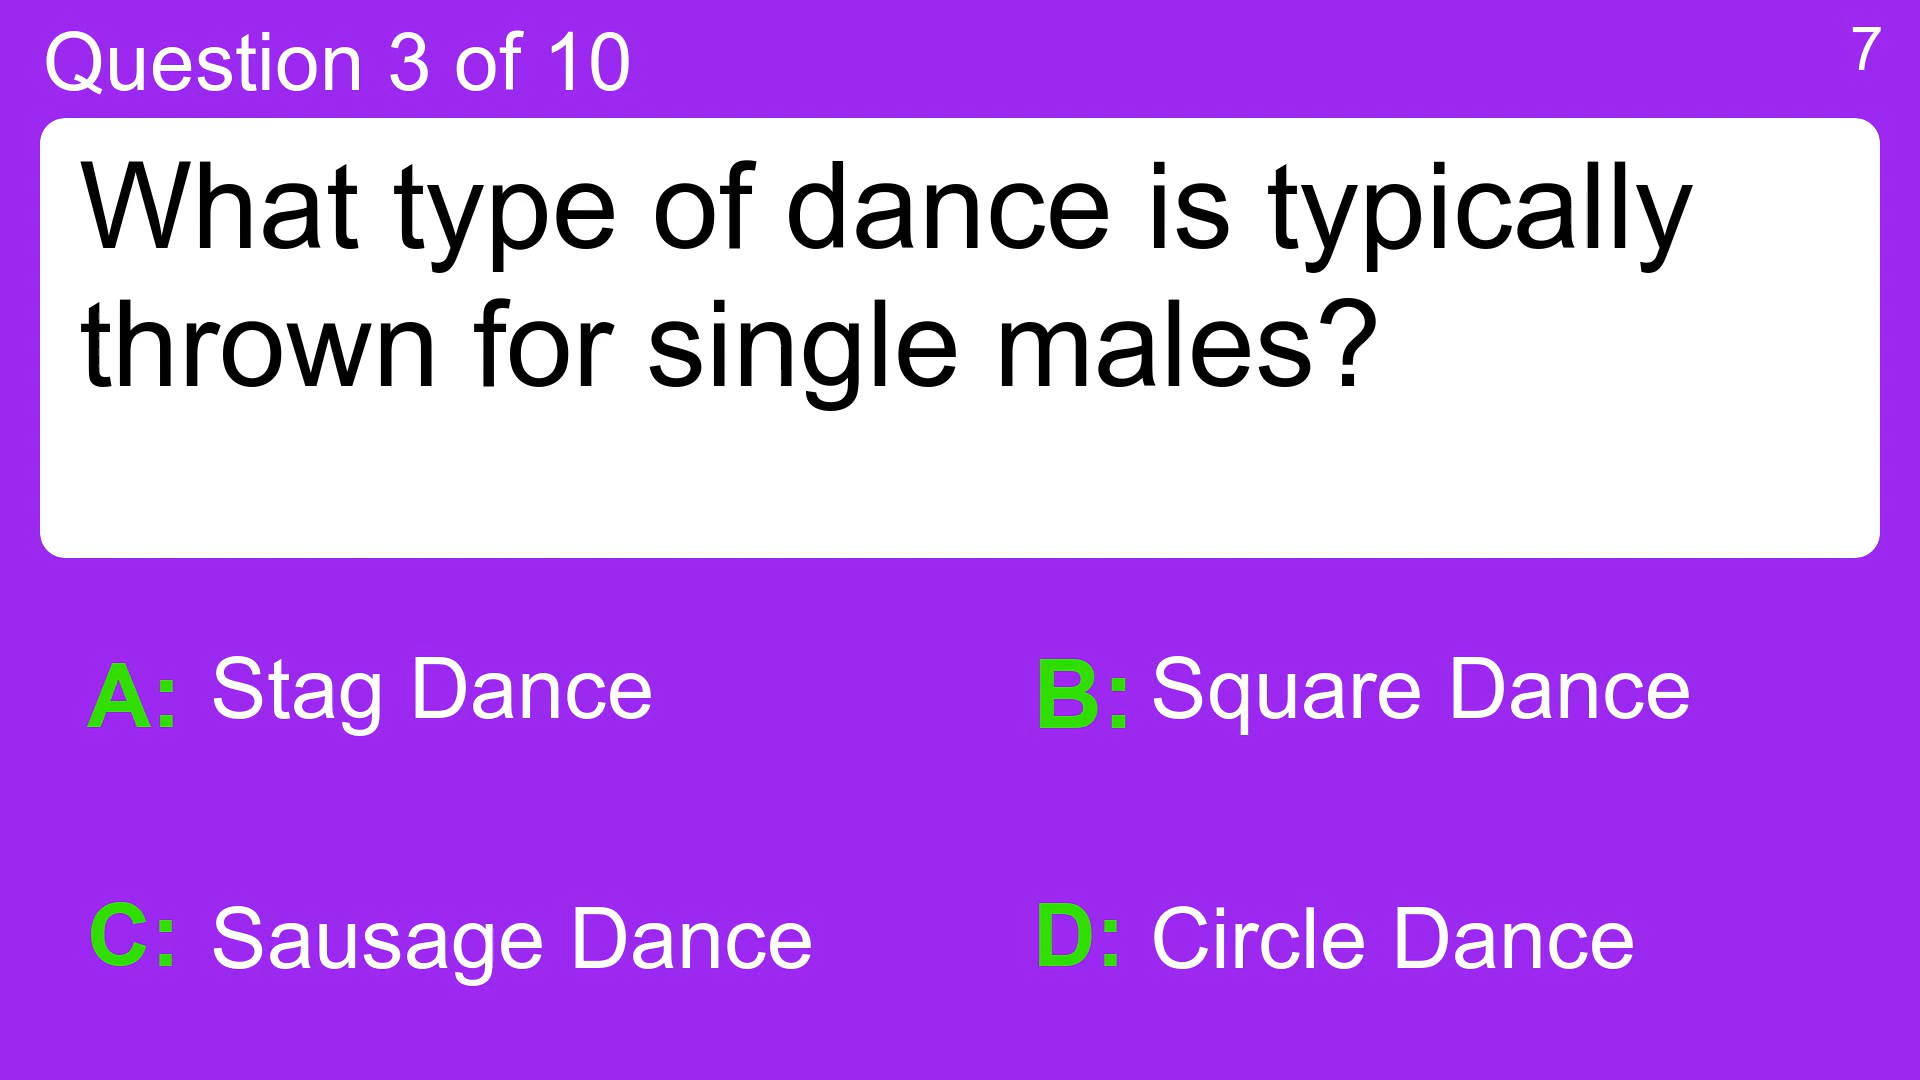 Question 3 of 10
7
What type of dance is typically
thrown for single males?
A: Stag Dance
B: Square Dance
C: Sausage Dance
D: Circle Dance